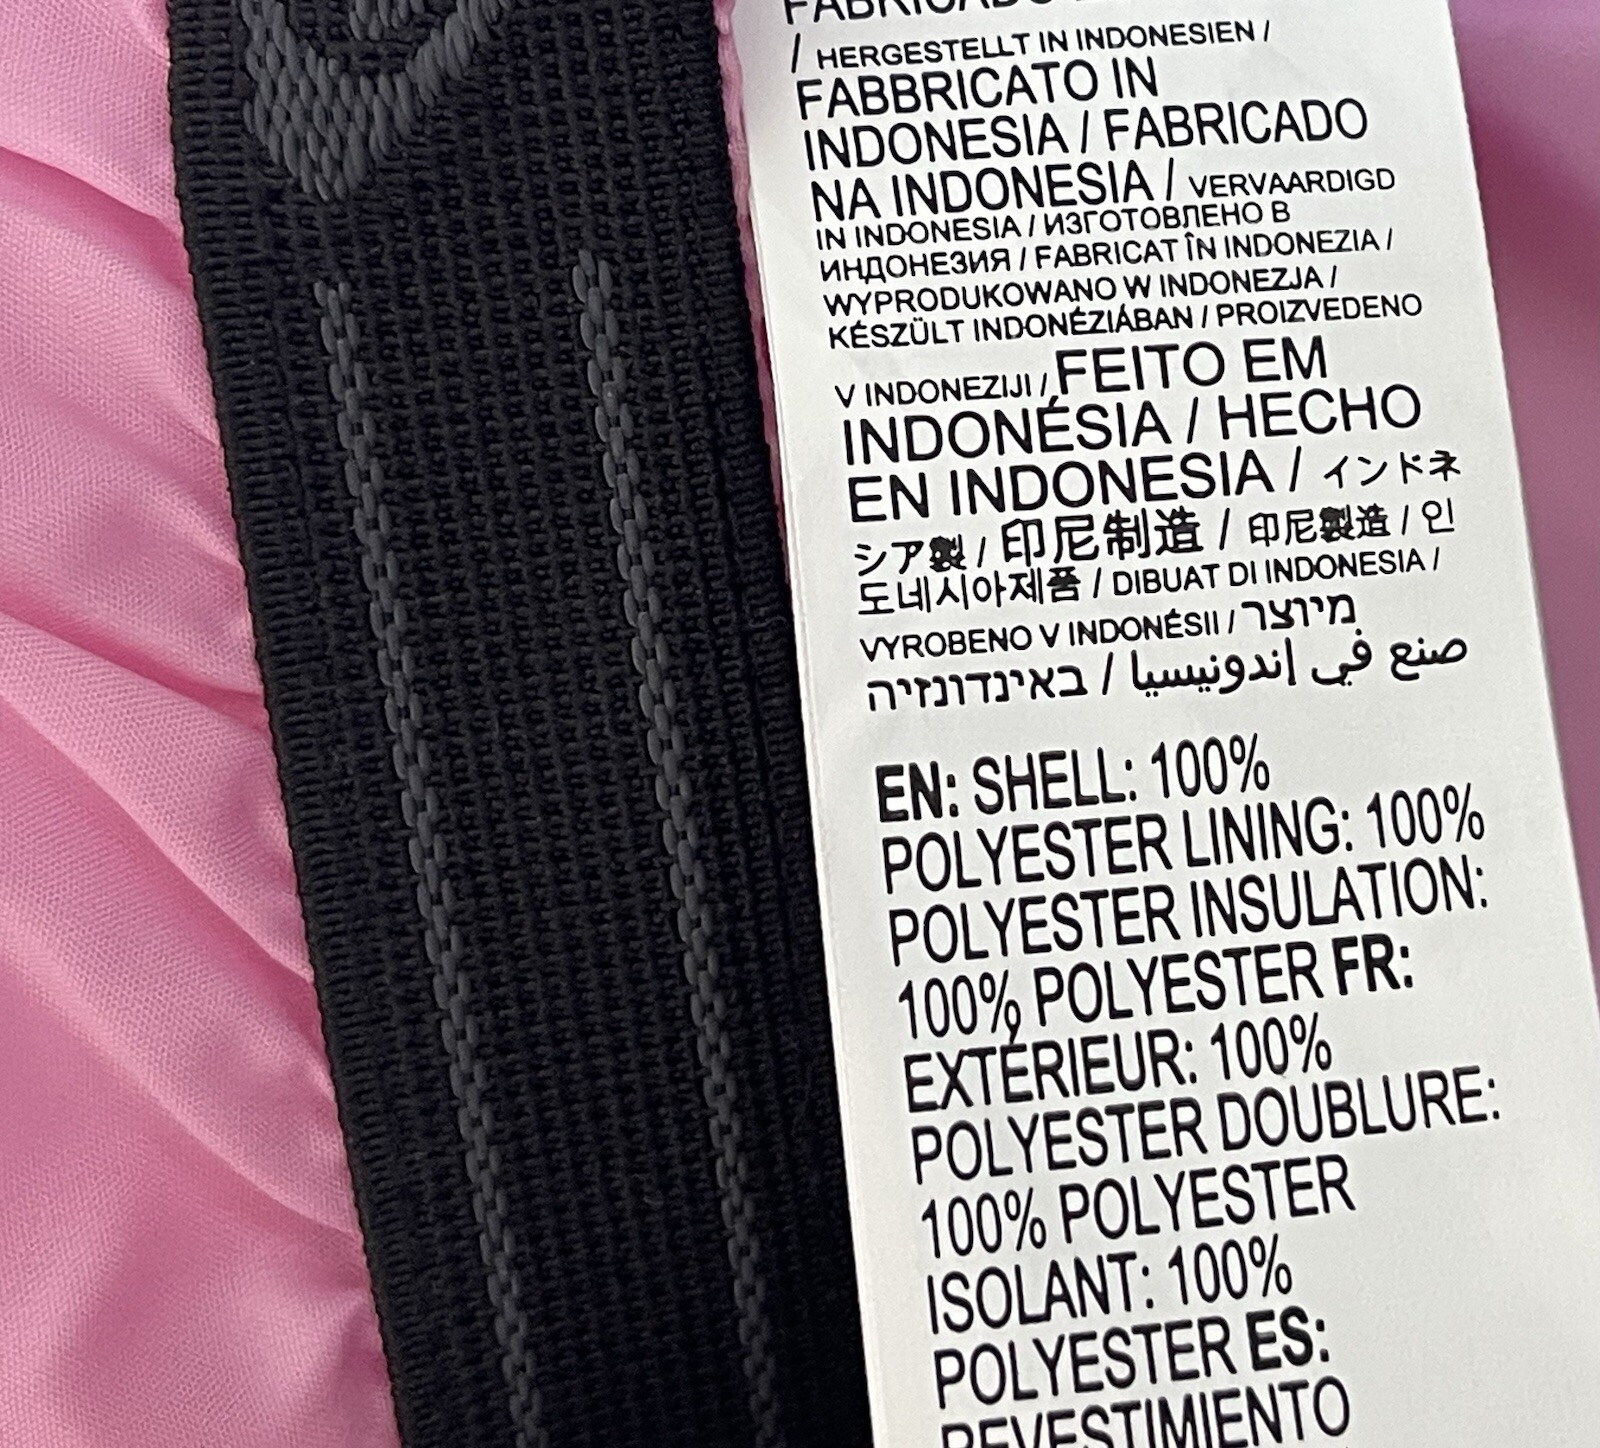 FABRICADO
/ HERGESTELLT IN INDONESIEN /
FABBRICATO IN
INDONESIA / FABRICADO
NA INDONESIA / VERVAARDIGD
IN INDONESIA / ИЗГОТОВЛЕНО В
ИНДОНЕЗИЯ / FABRICAT ÎN INDONEZIA /
WYPRODUKOWANO W INDONEZJA /
KÉSZÜLT INDONÉZIÁBAN / PROIZVEDENO
V INDONEZIJI / FEITO EM
INDONÉSIA / HECHO
EN INDONESIA / インドネ
シア製 / 印尼制造 / 印尼製造 / 인
도네시아제품 / DIBUAT DI INDONESIA /
VYROBENO V INDONÉSII / מיוצר
באינדונזיה / صنع في إندونيسيا
EN: SHELL: 100%
POLYESTER LINING: 100%
POLYESTER INSULATION:
100% POLYESTER FR:
EXTÉRIEUR: 100%
POLYESTER DOUBLURE:
100% POLYESTER
ISOLANT: 100%
POLYESTER ES:
REVESTIMIENTO